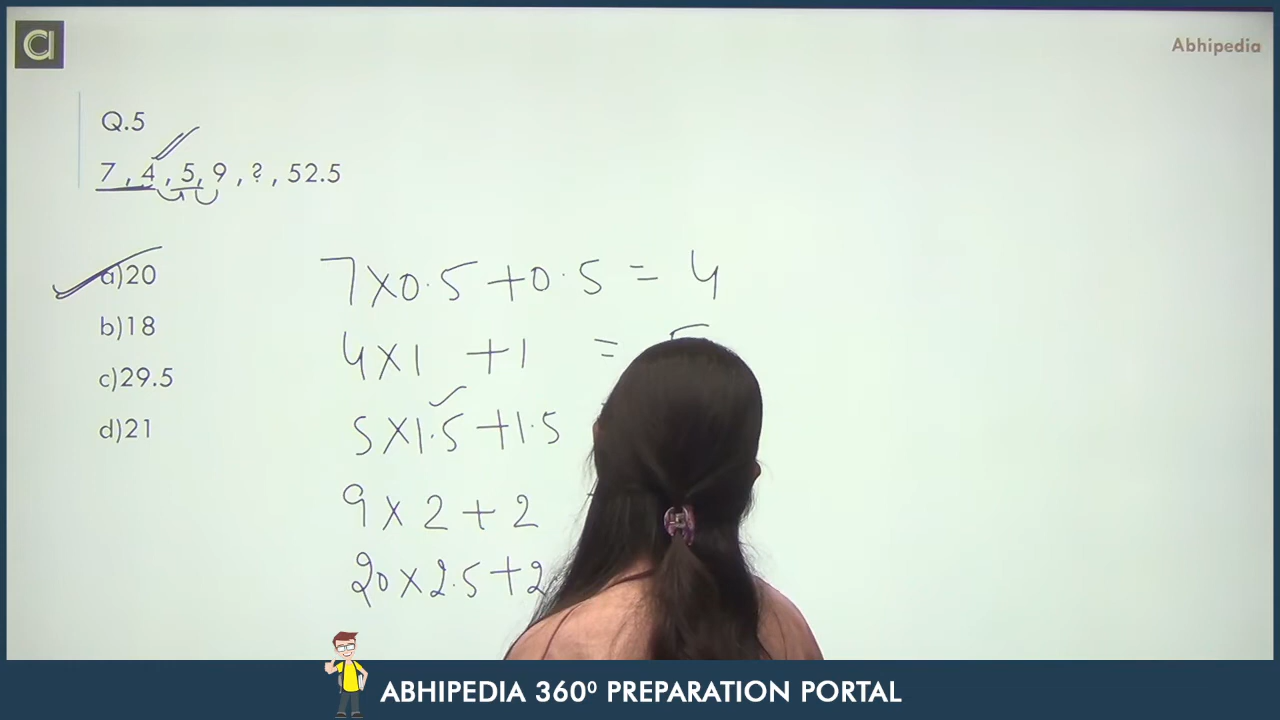 Abhipedia
Q.5
7 , 4 , 5 , 9 , ? , 52.5
a)20
b)18
c)29.5
d)21
7×0.5+0.5 = 4
4×1 +1 =
5×1.5+1.5
9×2+2
20×2.5+2
ABHIPEDIA 360⁰ PREPARATION PORTAL